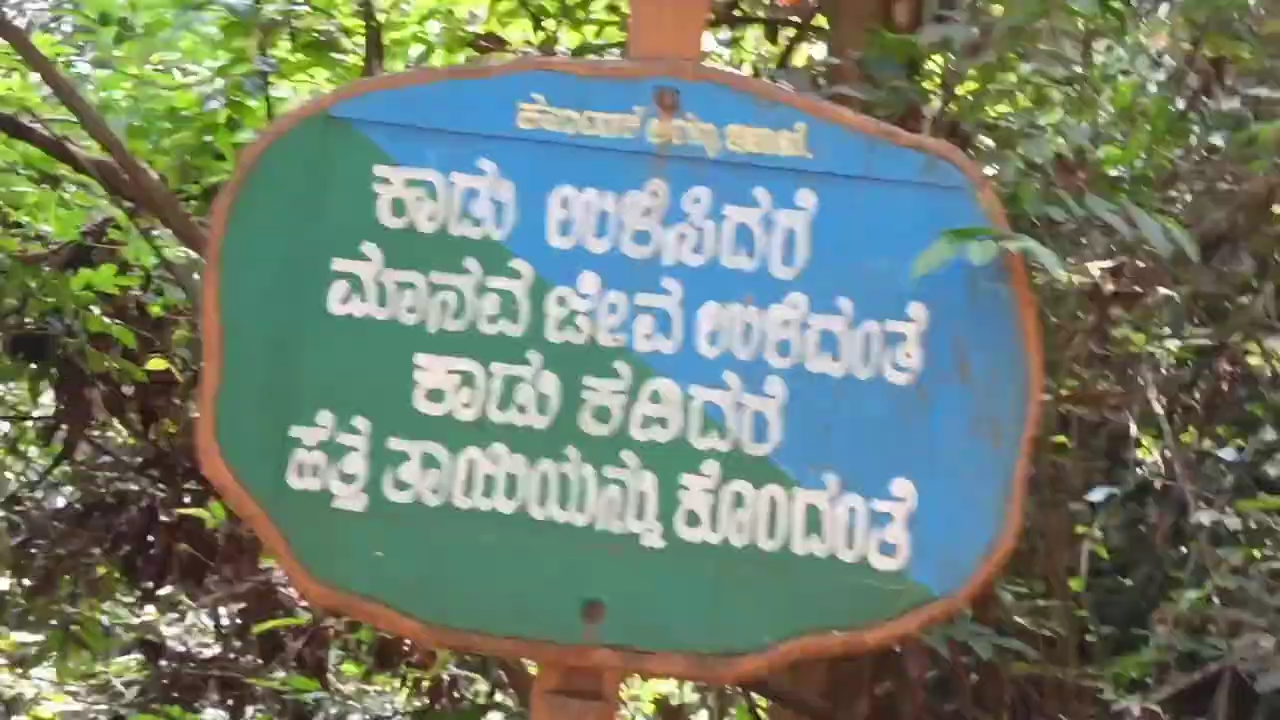 ಕಾಡು ಉಳಿಸಿದರೆ
ಮಾನವ ಜೀವ ಉಳಿದಂತೆ
ಕಾಡು ಕಡಿದರೆ
ಹೆತ್ತ ತಾಯಿಯನ್ನು ಕೊಂದಂತೆ